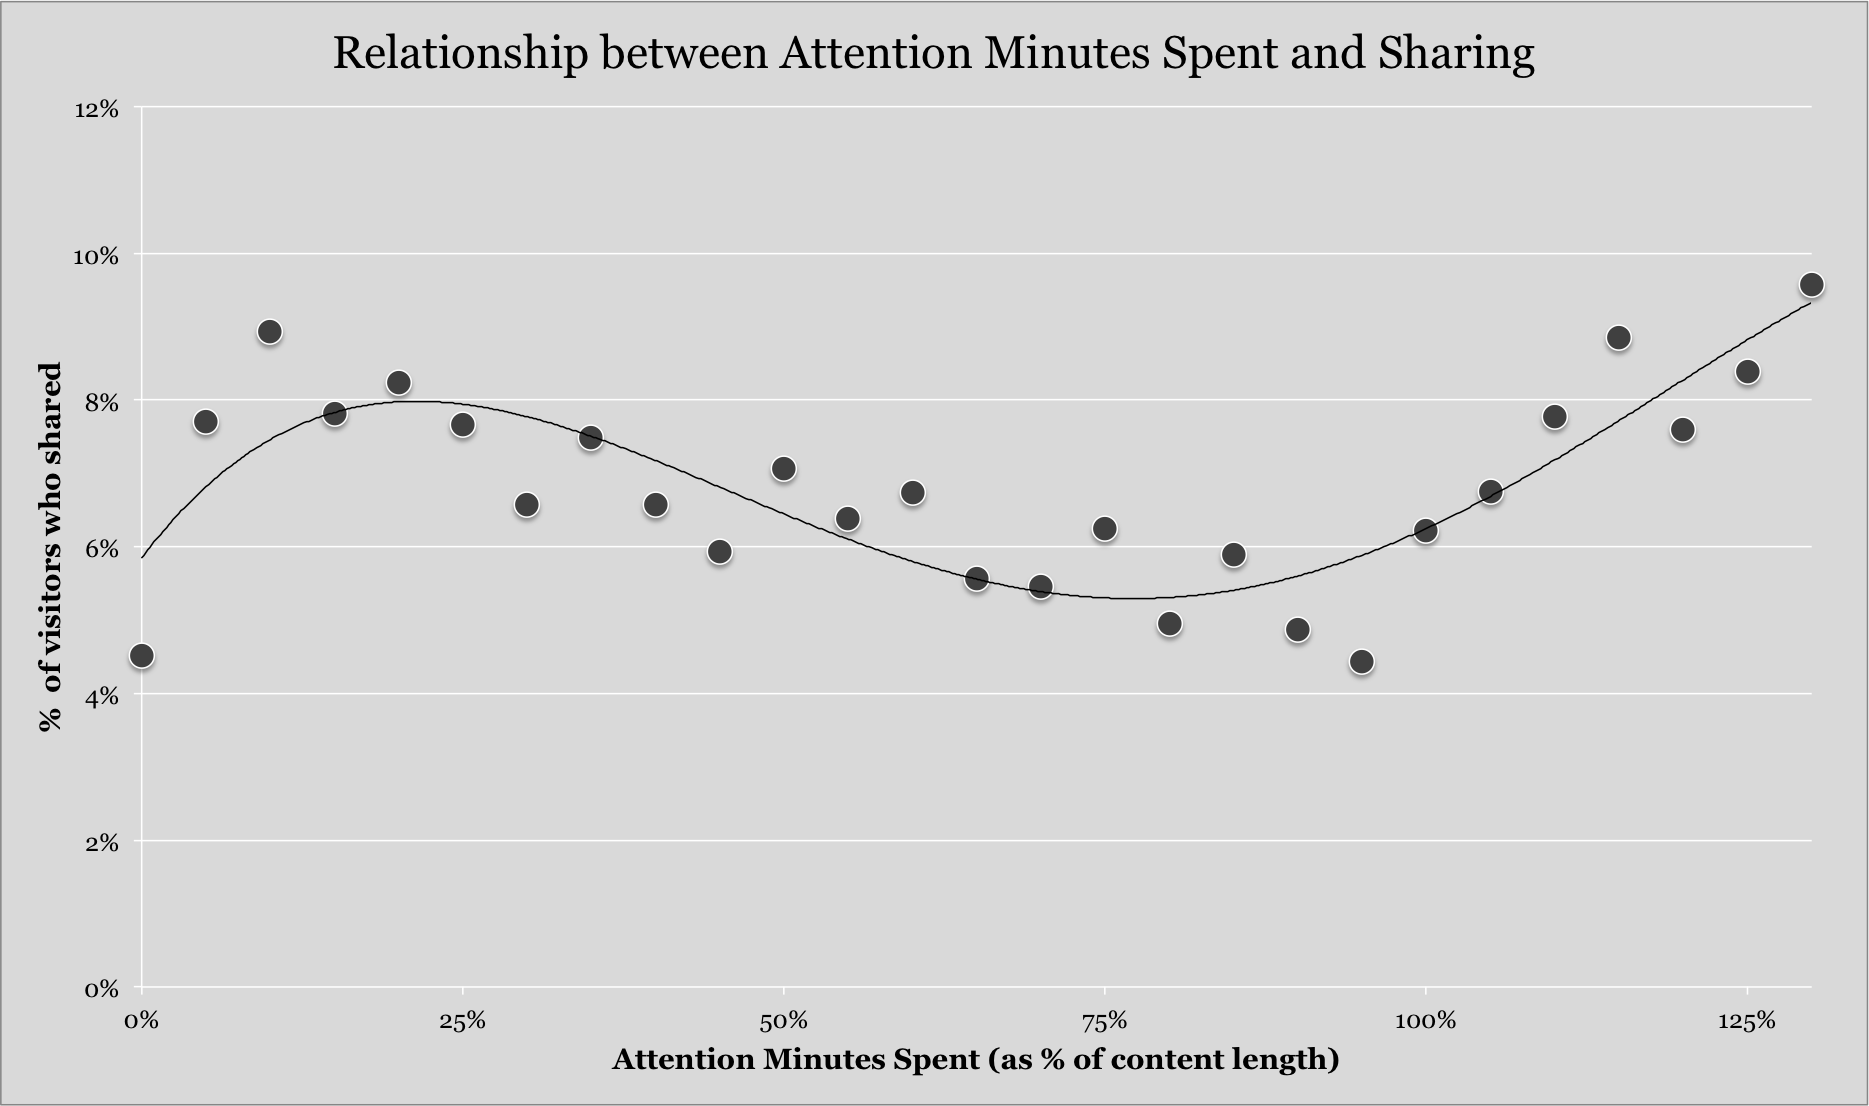 Relationship between Attention Minutes Spent and Sharing
12%
10%
8%
6%
4%
2%
0%
% of visitors who shared
0% 25% 50% 75% 100% 125%
Attention Minutes Spent (as % of content length)